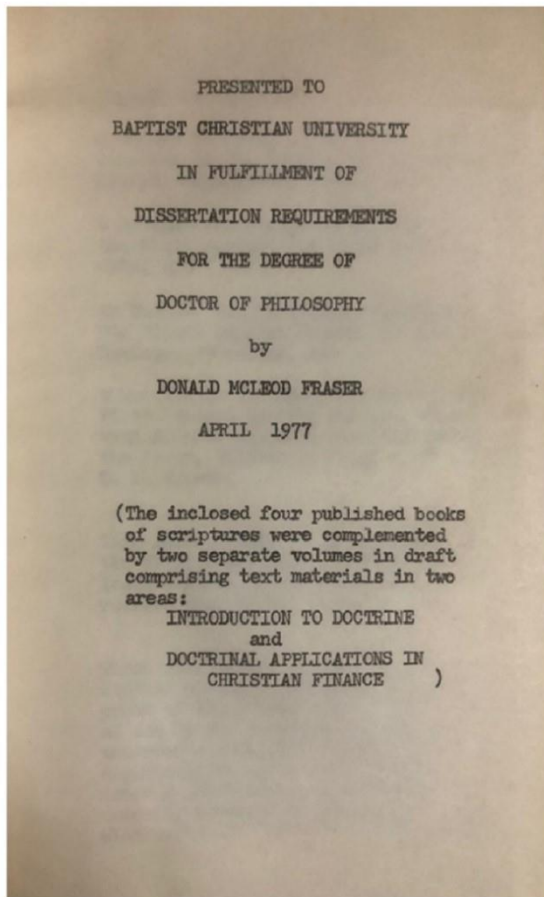 PRESENTED TO
BAPTIST CHRISTIAN UNIVERSITY
IN FULFILLMENT OF
DISSERTATION REQUIREMENTS
FOR THE DEGREE OF
DOCTOR OF PHILOSOPHY
by
DONALD MCLEOD FRASER
APRIL 1977
(The inclosed four published books
of scriptures were complemented
by two separate volumes in draft
comprising text materials in two
areas:
INTRODUCTION TO DOCTRINE
and
DOCTRINAL APPLICATIONS IN
CHRISTIAN FINANCE )